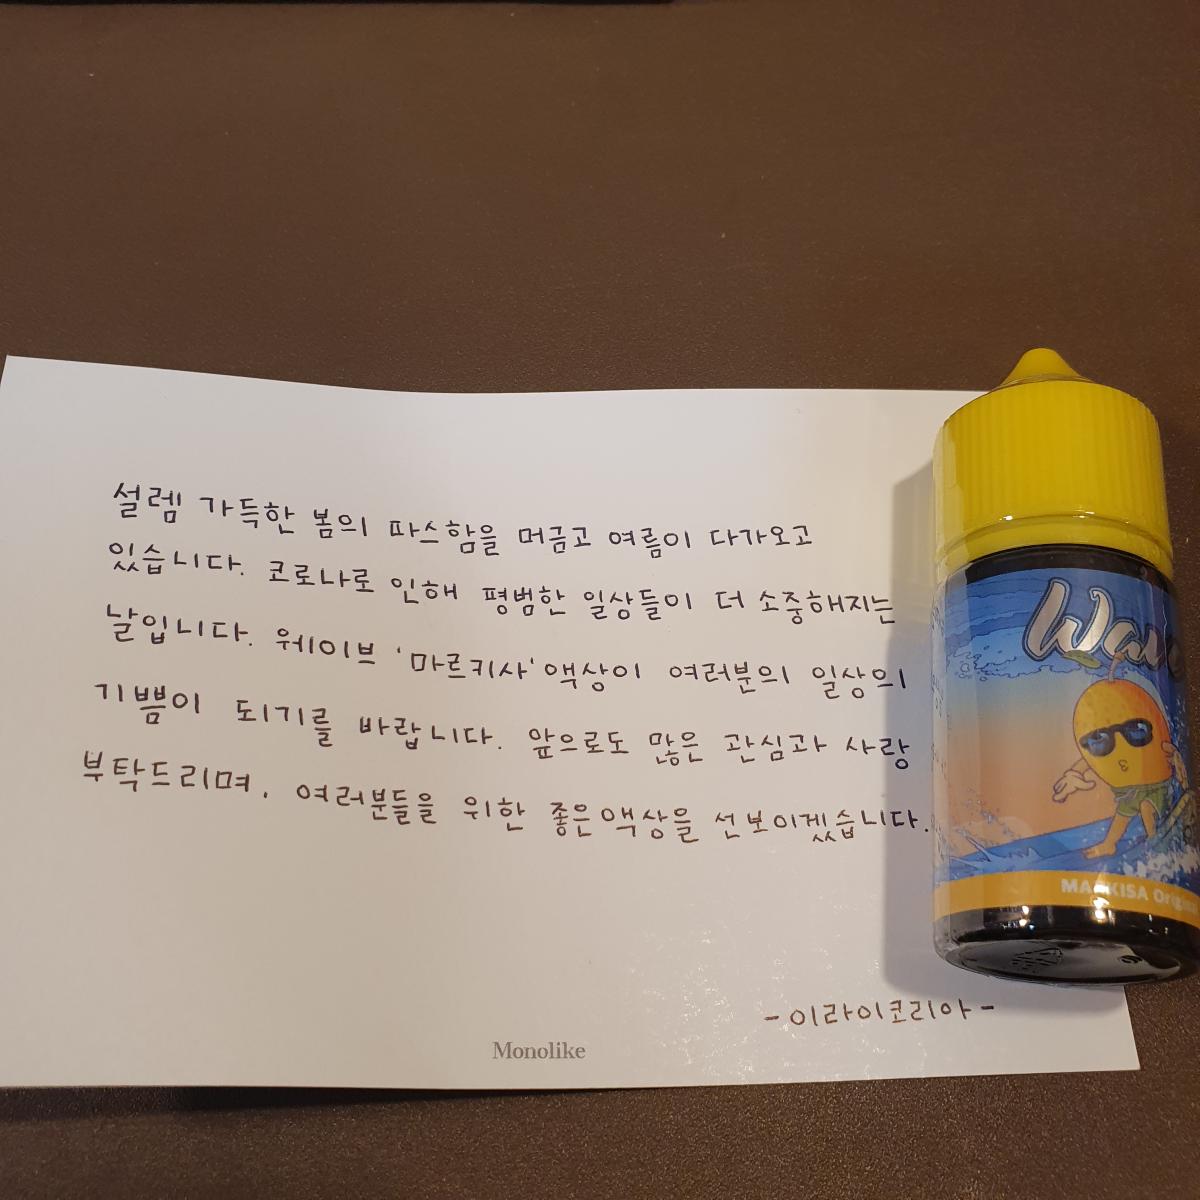 설렘 가득한 봄의 따스함을 머금고 여름이 다가오고
있습니다. 코로나로 인해 평범한 일상들이 더 소중해지는
날입니다. 웨이브 '마르키사' 액상이 여러분의 일상의
기쁨이 되기를 바랍니다. 앞으로도 많은 관심과 사랑
부탁드리며, 여러분들을 위한 좋은 액상을 선보이겠습니다.
-이라이코리아-
Monolike
Wave
MARKISA Original